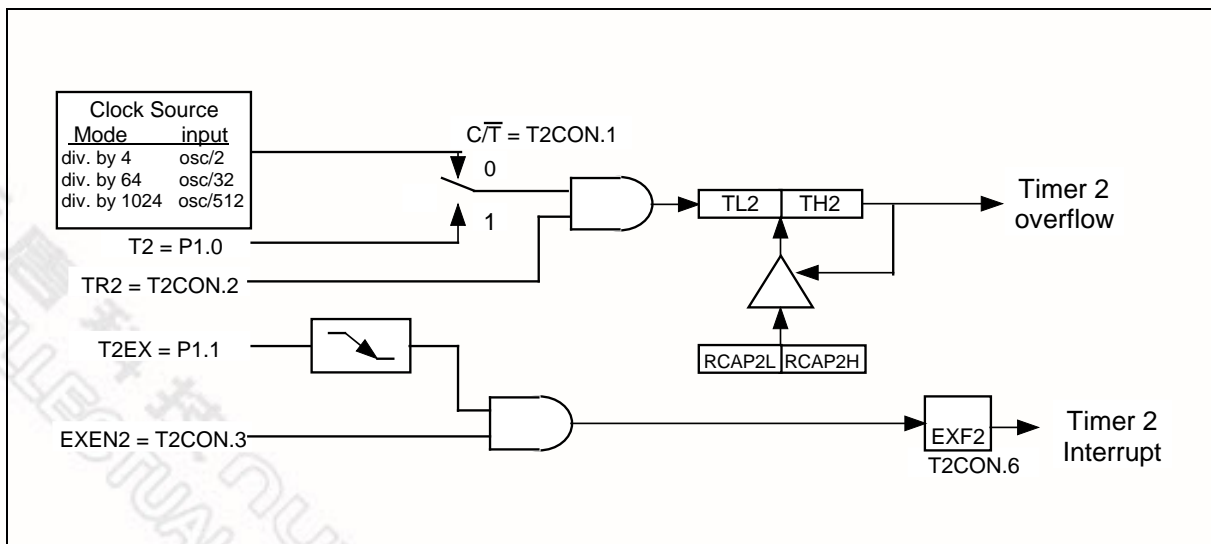 Clock Source
Mode input
div. by 4 osc/2
div. by 64 osc/32
div. by 1024 osc/512
C/T̅ = T2CON.1
0
1
T2 = P1.0
TR2 = T2CON.2
TL2 TH2
Timer 2
overflow
T2EX = P1.1
RCAP2L RCAP2H
EXEN2 = T2CON.3
EXF2
T2CON.6
Timer 2
Interrupt